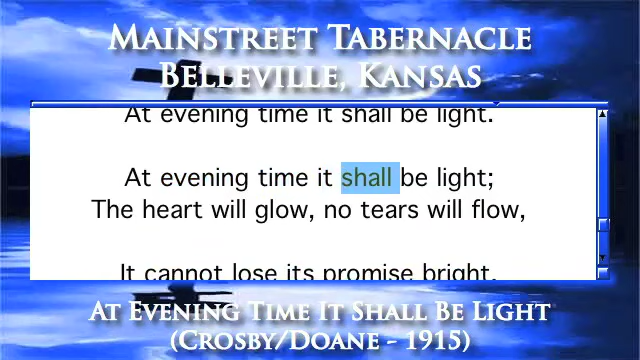 Mainstreet Tabernacle
Belleville, Kansas
At evening time it shall be light.
At evening time it shall be light;
The heart will glow, no tears will flow,
It cannot lose its promise bright.
At Evening Time It Shall Be Light
(Crosby/Doane - 1915)